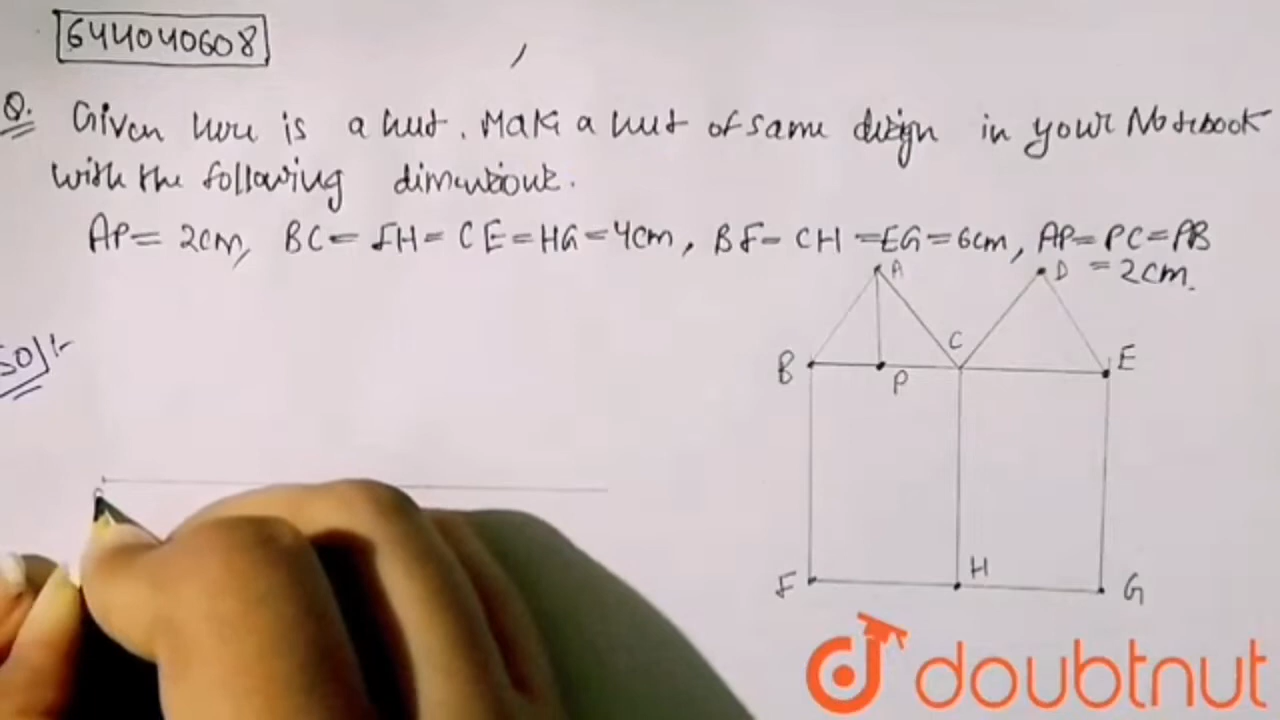 644040608
Q. Given here is a hut. Make a hut of same design in your Notebook
with the following dimensions.
AP = 2cm, BC = FH = CE = HG = 4cm, BF = CH = EG = 6cm, AP = PC = PB
= 2cm.
A
D
Sol:-
C
B
E
P
H
F
G
doubtnut